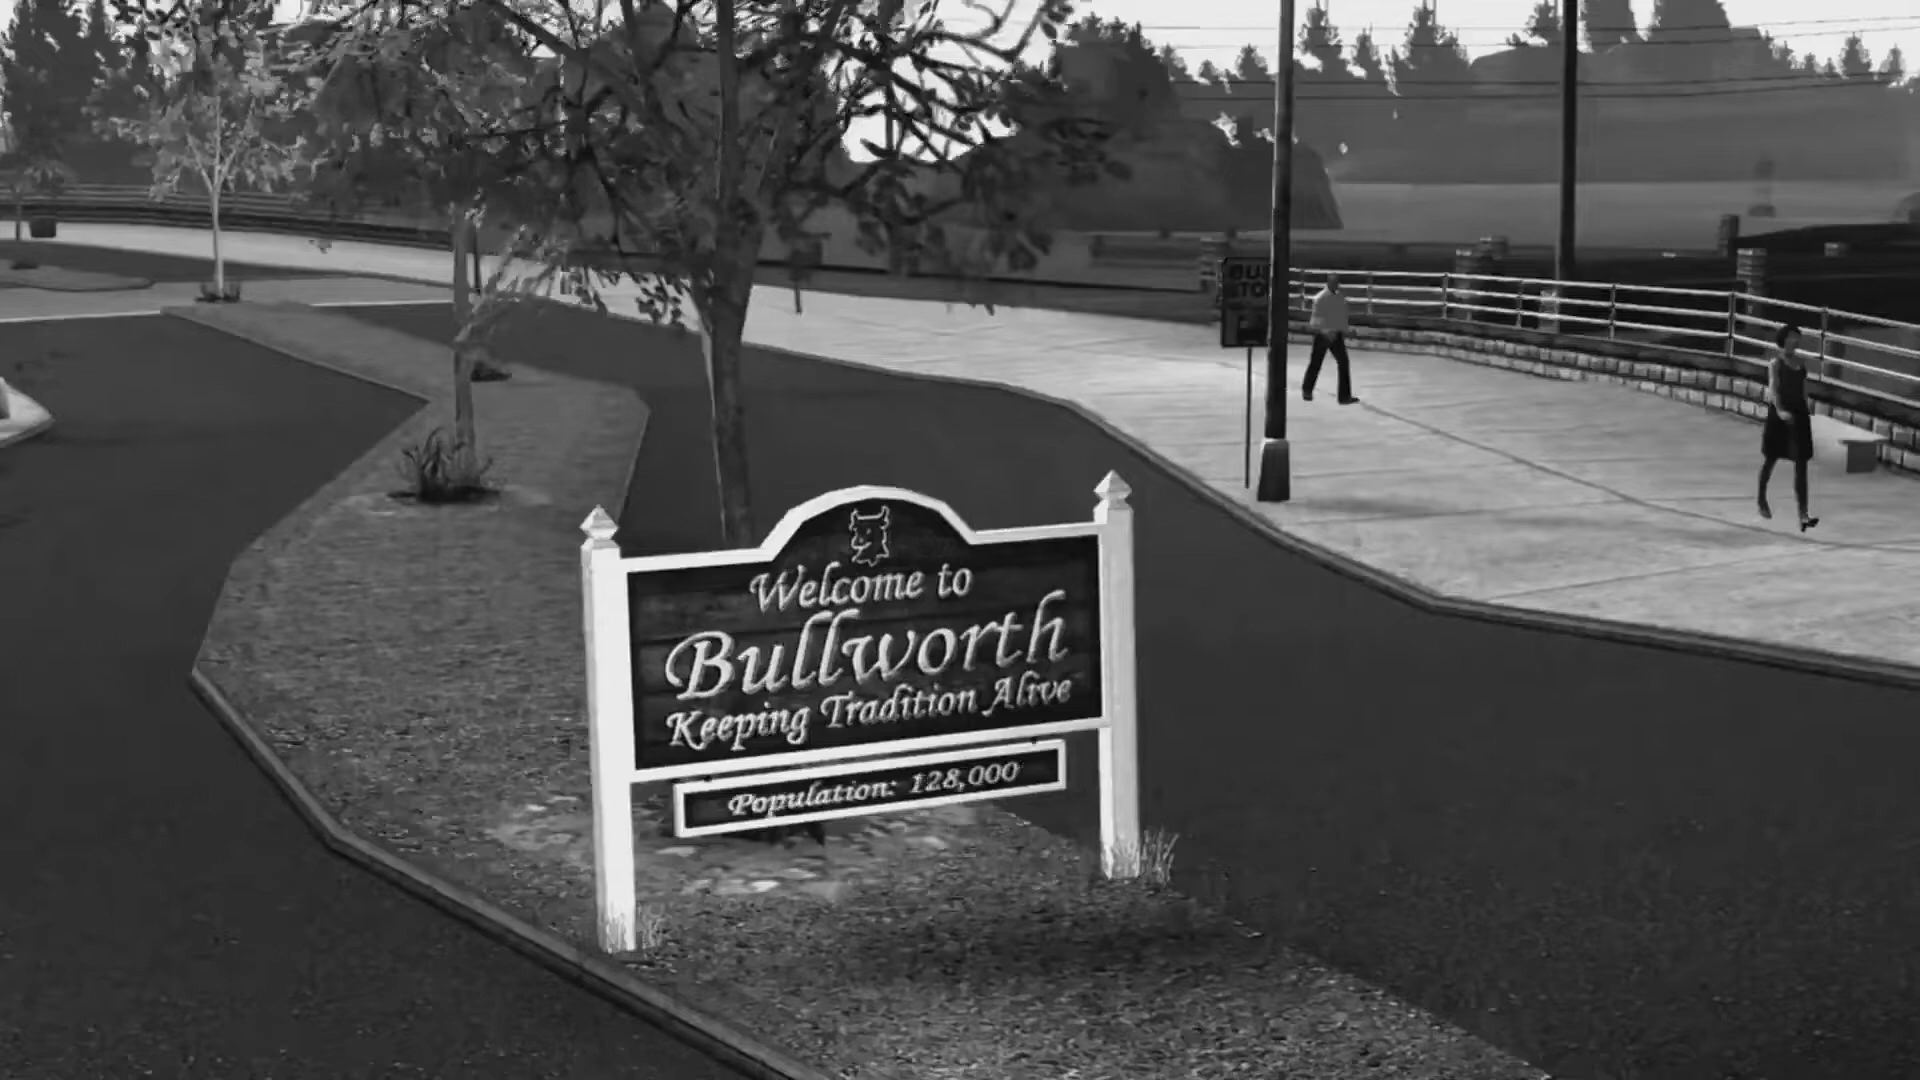 Welcome to
Bullworth
Keeping Tradition Alive
Population: 128,000